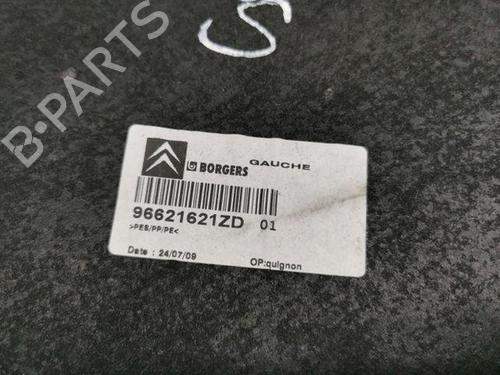 B-PARTS
S
BORGERS GAUCHE
96621621ZD 01
>PES/PP/PE<
Date : 24/07/09 OP:quignon